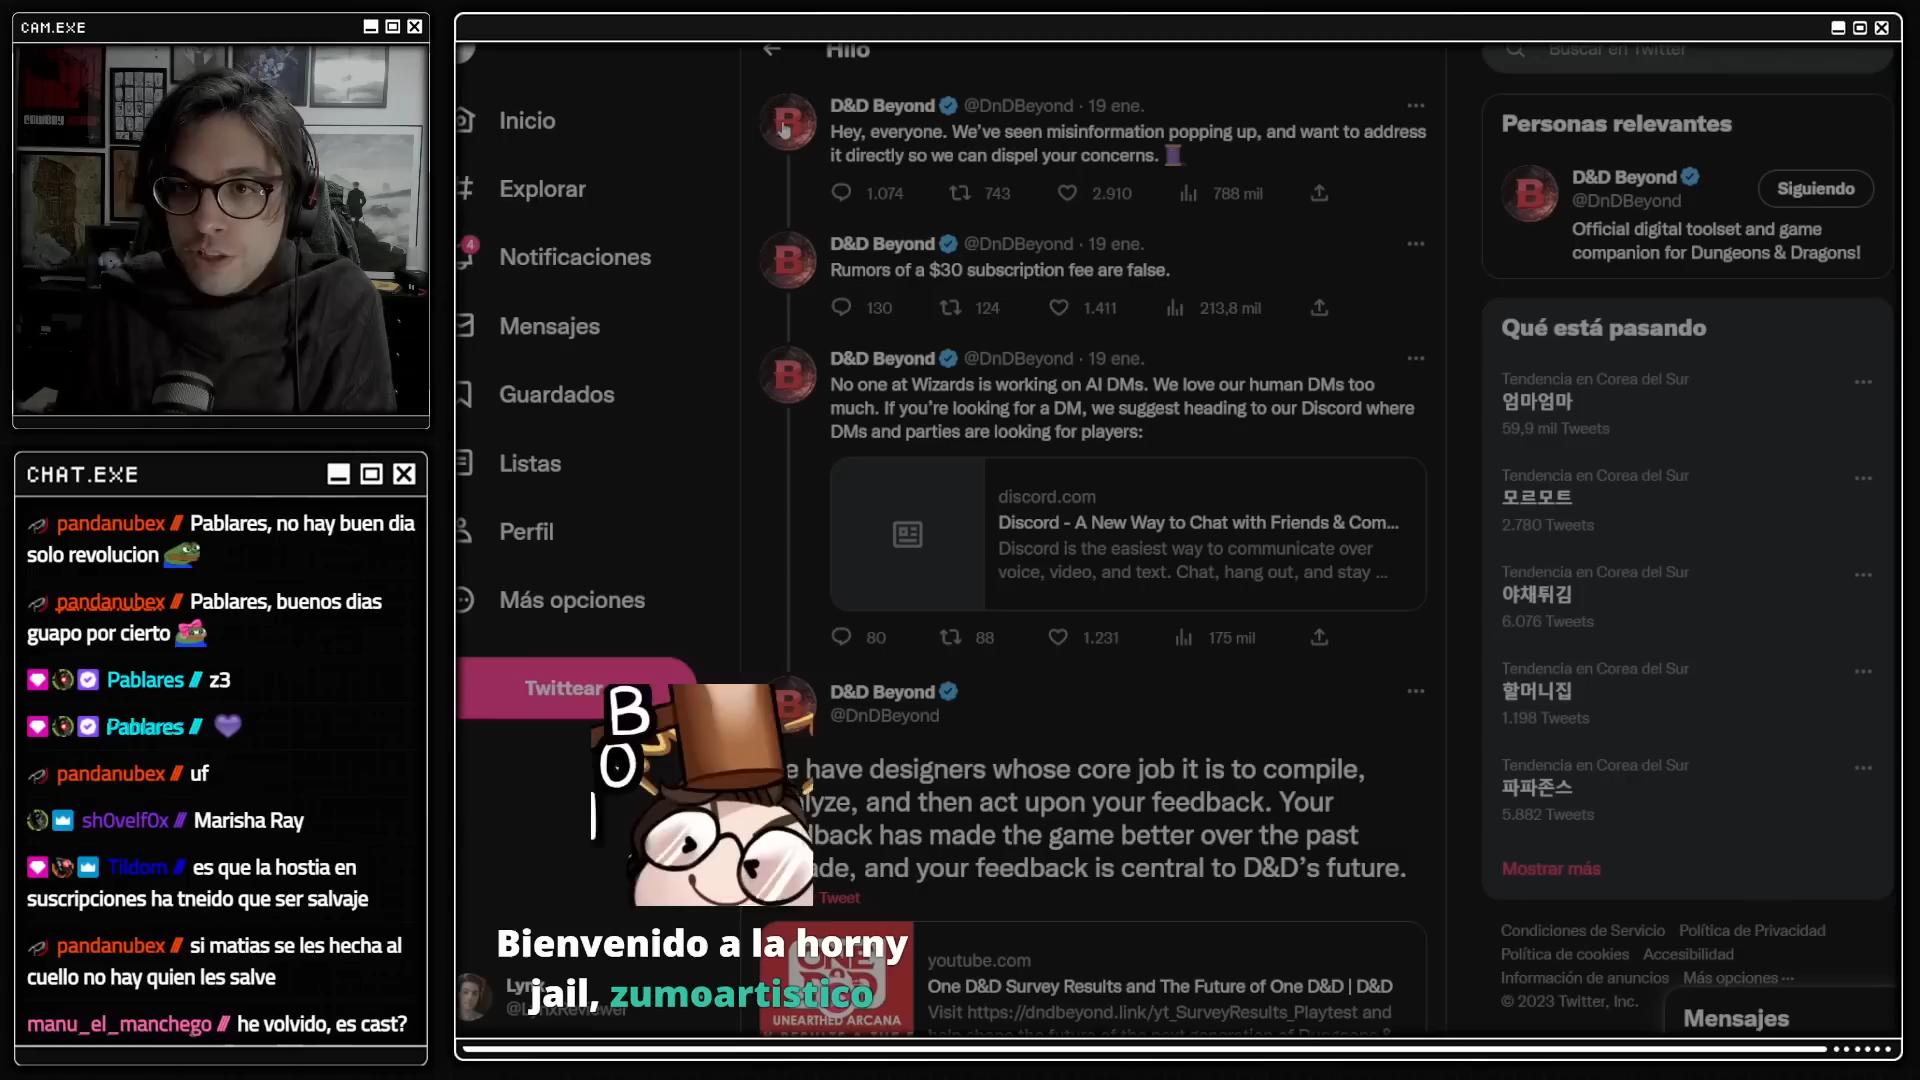 CAM.EXE
CHAT.EXE
pandanubex // Pablares, no hay buen dia
solo revolucion
pandanubex // Pablares, buenos dias
guapo por cierto
Pablares // z3
Pablares //
pandanubex // uf
sh0velf0x // Marisha Ray
Tildom // es que la hostia en
suscripciones ha tneido que ser salvaje
pandanubex // si matias se les hecha al
cuello no hay quien les salve
manu_el_manchego // he volvido, es cast?
Inicio
Explorar
4
Notificaciones
Mensajes
Guardados
Listas
Perfil
Más opciones
Twittear
Hilo
D&D Beyond @DnDBeyond · 19 ene.
Hey, everyone. We've seen misinformation popping up, and want to address
it directly so we can dispel your concerns.
1.074 743 2.910 788 mil
D&D Beyond @DnDBeyond · 19 ene.
Rumors of a $30 subscription fee are false.
130 124 1.411 213,8 mil
D&D Beyond @DnDBeyond · 19 ene.
No one at Wizards is working on AI DMs. We love our human DMs too
much. If you're looking for a DM, we suggest heading to our Discord where
DMs and parties are looking for players:
discord.com
Discord - A New Way to Chat with Friends & Com...
Discord is the easiest way to communicate over
voice, video, and text. Chat, hang out, and stay ...
80 88 1.231 175 mil
D&D Beyond
@DnDBeyond
have designers whose core job it is to compile,
and then act upon your feedback. Your
has made the game better over the past
and your feedback is central to D&D's future.
Tweet
BO
Bienvenido a la horny
jail, zumoartistico
ONE
D&D
UNEARTHED ARCANA
youtube.com
One D&D Survey Results and The Future of One D&D | D&D
Visit https://dndbeyond.link/yt_SurveyResults_Playtest and
Buscar en Twitter
Personas relevantes
D&D Beyond
@DnDBeyond
Siguiendo
Official digital toolset and game
companion for Dungeons & Dragons!
Qué está pasando
Tendencia en Corea del Sur
엄마엄마
59,9 mil Tweets
Tendencia en Corea del Sur
모르모트
2.780 Tweets
Tendencia en Corea del Sur
야채튀김
6.076 Tweets
Tendencia en Corea del Sur
할머니집
1.198 Tweets
Tendencia en Corea del Sur
파파존스
5.882 Tweets
Mostrar más
Condiciones de Servicio Política de Privacidad
Política de cookies Accesibilidad
Información de anuncios Más opciones ···
© 2023 Twitter, Inc.
Mensajes